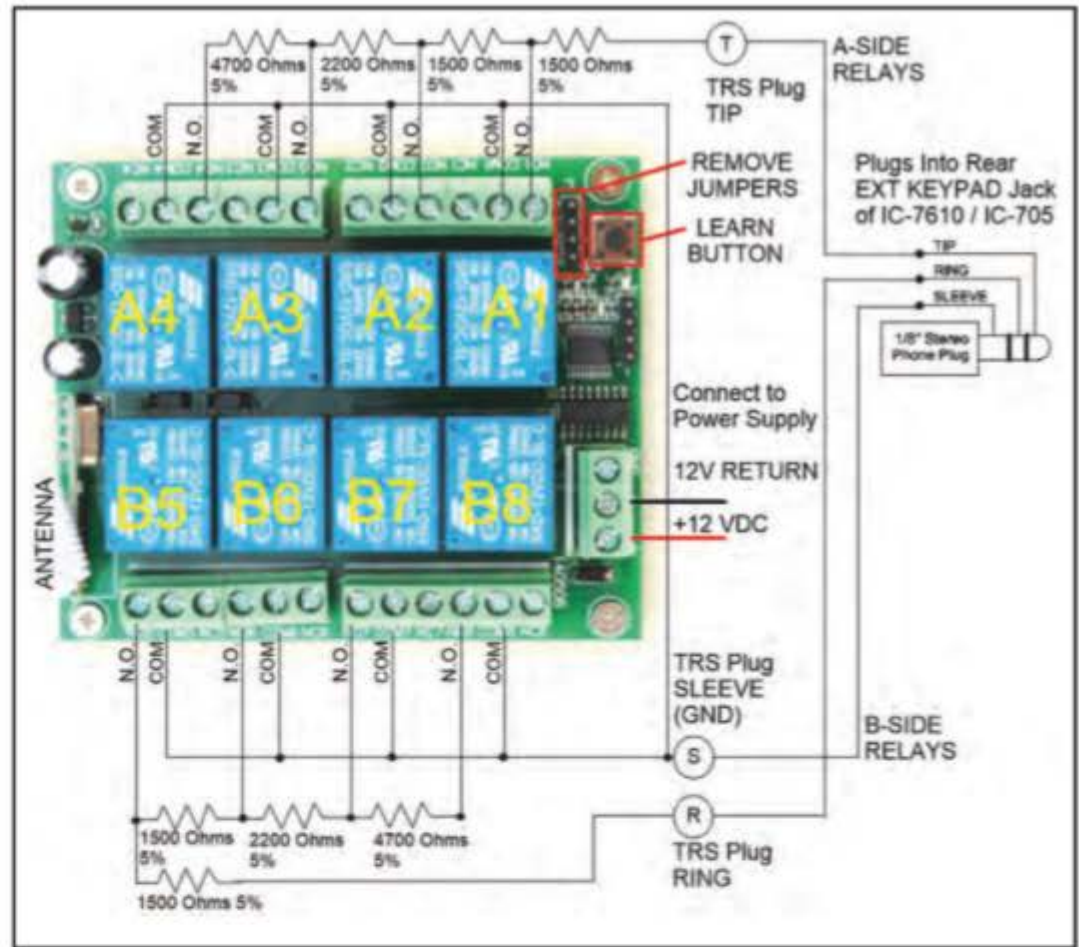 4700 Ohms
5%
2200 Ohms
5%
1500 Ohms
5%
1500 Ohms
5%
T
TRS Plug
TIP
A-SIDE
RELAYS
COM
N.O.
COM
N.O.
COM
N.O.
COM
N.O.
REMOVE
JUMPERS
LEARN
BUTTON
Plugs Into Rear
EXT KEYPAD Jack
of IC-7610 / IC-705
TIP
RING
SLEEVE
1/8" Stereo
Phone Plug
A4
A3
A2
A1
Connect to
Power Supply
12V RETURN
+12 VDC
B5
B6
B7
B8
ANTENNA
N.O.
COM
N.O.
COM
N.O.
COM
N.O.
COM
TRS Plug
SLEEVE
(GND)
S
B-SIDE
RELAYS
1500 Ohms
5%
2200 Ohms
5%
4700 Ohms
5%
R
TRS Plug
RING
1500 Ohms 5%